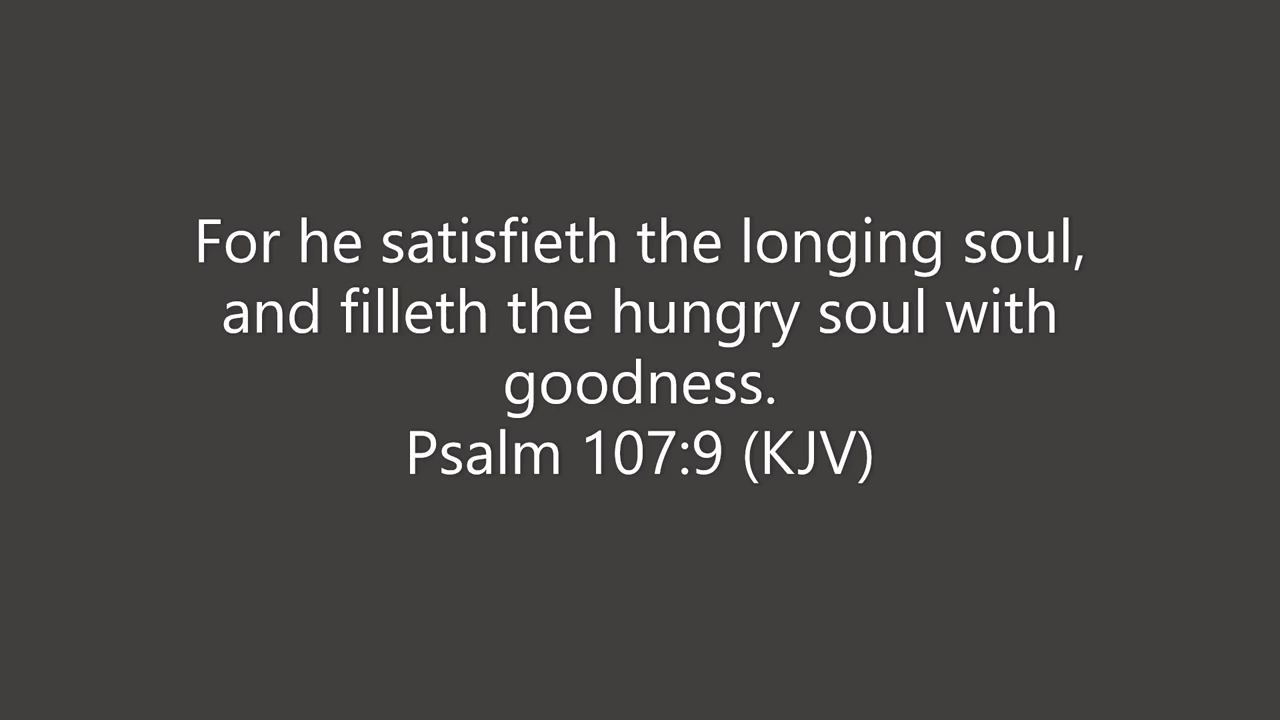 For he satisfieth the longing soul,
and filleth the hungry soul with
goodness.
Psalm 107:9 (KJV)